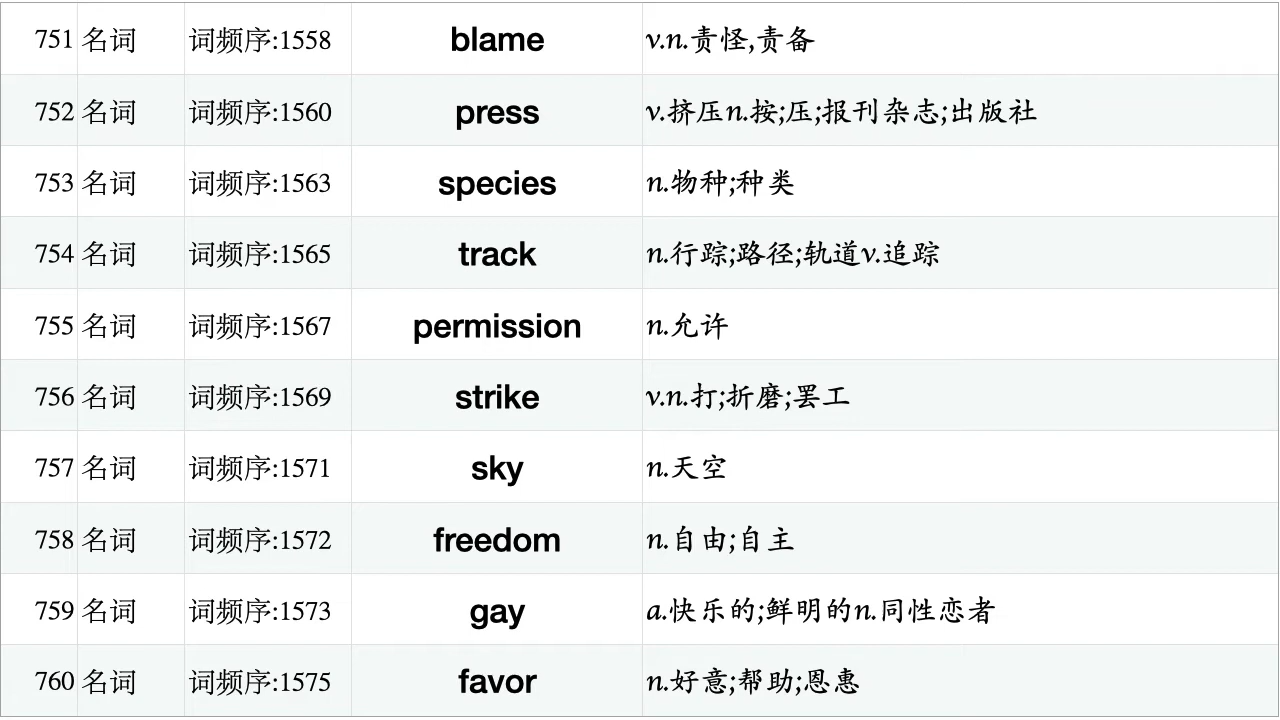 751 名词 词频序:1558 blame v.n.责怪,责备
752 名词 词频序:1560 press v.挤压n.按;压;报刊杂志;出版社
753 名词 词频序:1563 species n.物种;种类
754 名词 词频序:1565 track n.行踪;路径;轨道v.追踪
755 名词 词频序:1567 permission n.允许
756 名词 词频序:1569 strike v.n.打;折磨;罢工
757 名词 词频序:1571 sky n.天空
758 名词 词频序:1572 freedom n.自由;自主
759 名词 词频序:1573 gay a.快乐的;鲜明的n.同性恋者
760 名词 词频序:1575 favor n.好意;帮助;恩惠